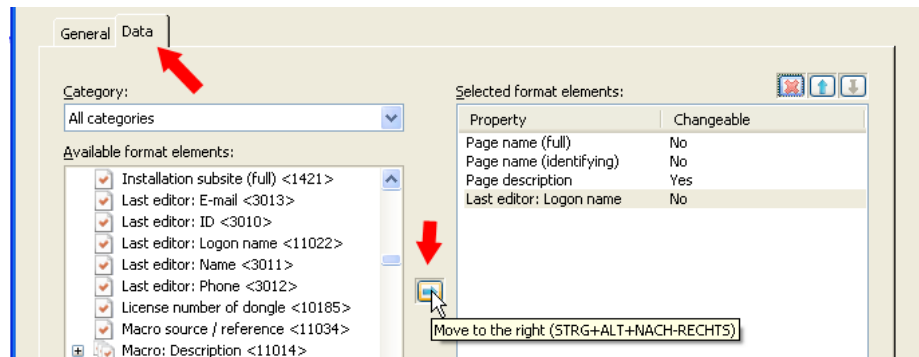 General Data
Category:
All categories
Available format elements:
Installation subsite (full) <1421>
Last editor: E-mail <3013>
Last editor: ID <3010>
Last editor: Logon name <11022>
Last editor: Name <3011>
Last editor: Phone <3012>
License number of dongle <10185>
Macro source / reference <11034>
Macro: Description <11014>
Selected format elements:
Property Changeable
Page name (full) No
Page name (identifying) No
Page description Yes
Last editor: Logon name No
Move to the right (STRG+ALT+NACH-RECHTS)